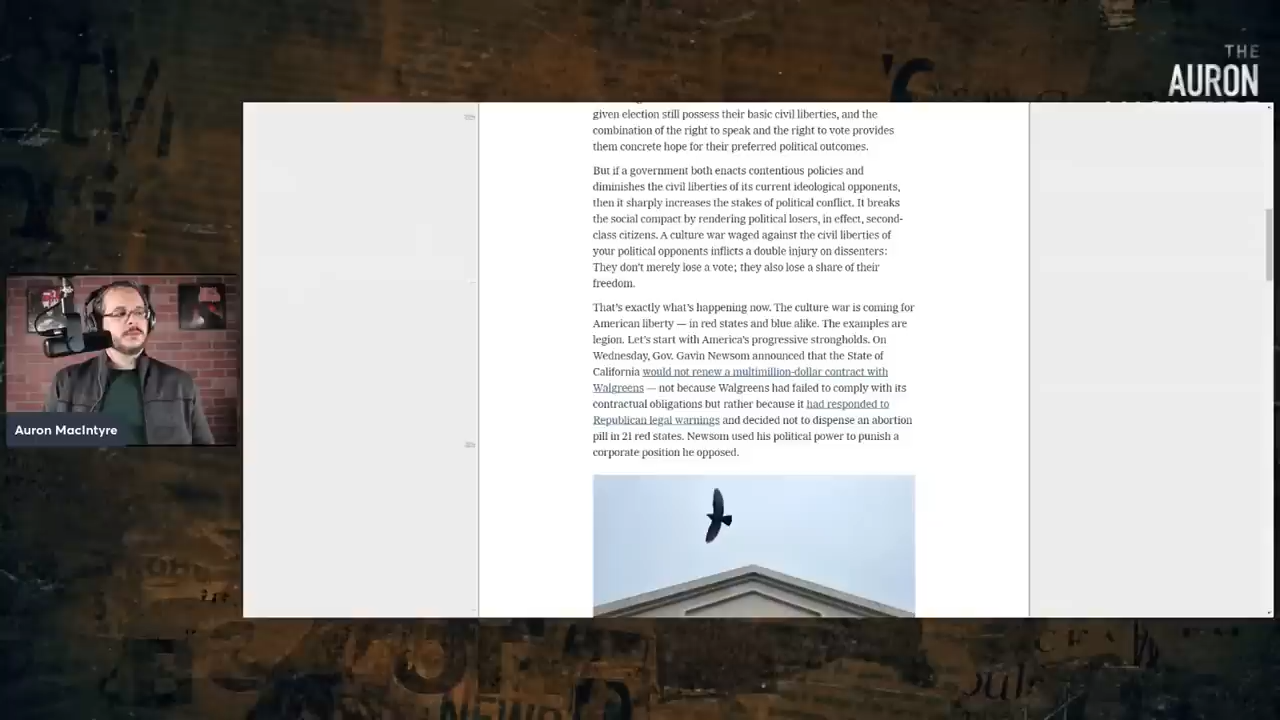 THE
AURON
given election still possess their basic civil liberties, and the
combination of the right to speak and the right to vote provides
them concrete hope for their preferred political outcomes.
But if a government both enacts contentious policies and
diminishes the civil liberties of its current ideological opponents,
then it sharply increases the stakes of political conflict. It breaks
the social compact by rendering political losers, in effect, second-
class citizens. A culture war waged against the civil liberties of
your political opponents inflicts a double injury on dissenters:
They don't merely lose a vote; they also lose a share of their
freedom.
That's exactly what's happening now. The culture war is coming for
American liberty — in red states and blue alike. The examples are
legion. Let's start with America's progressive strongholds. On
Wednesday, Gov. Gavin Newsom announced that the State of
California would not renew a multimillion-dollar contract with
Walgreens — not because Walgreens had failed to comply with its
contractual obligations but rather because it had responded to
Republican legal warnings and decided not to dispense an abortion
pill in 21 red states. Newsom used his political power to punish a
corporate position he opposed.
Auron MacIntyre